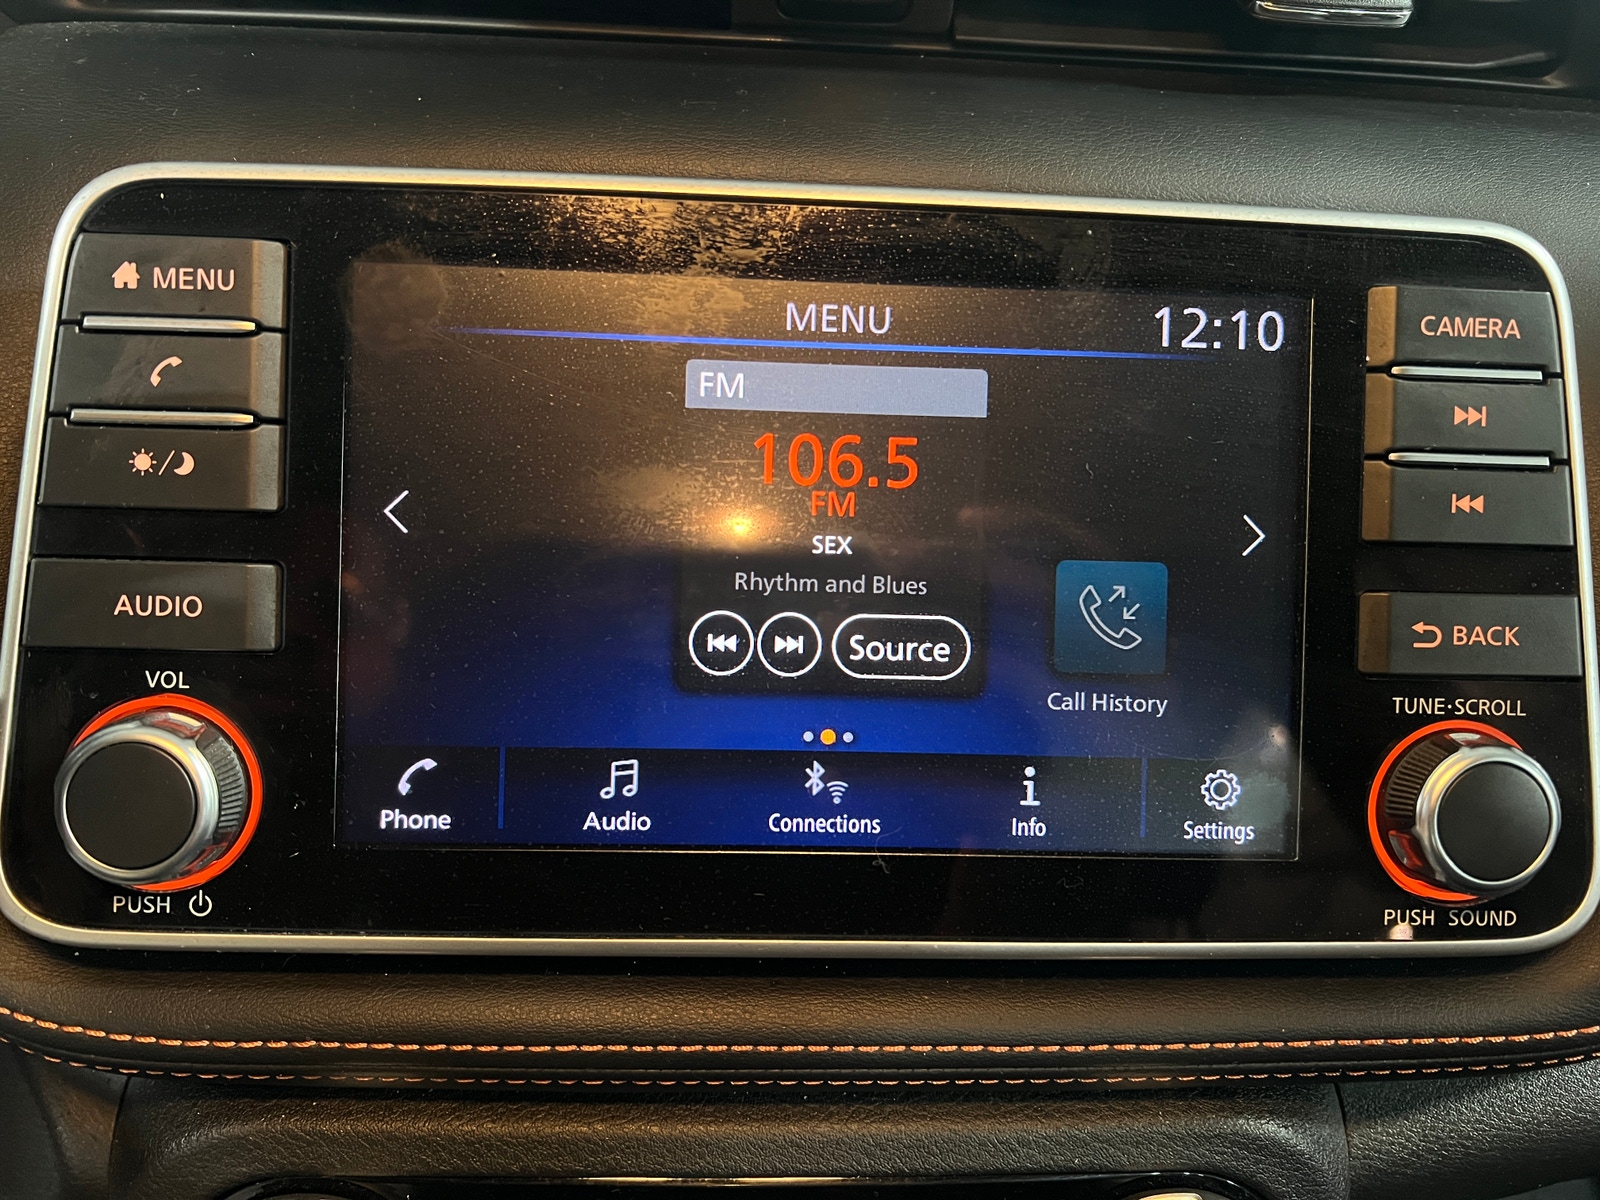 MENU
AUDIO
VOL
PUSH
MENU
12:10
FM
106.5
FM
SEX
Rhythm and Blues
Source
Call History
Phone
Audio
Connections
Info
Settings
CAMERA
BACK
TUNE·SCROLL
PUSH SOUND